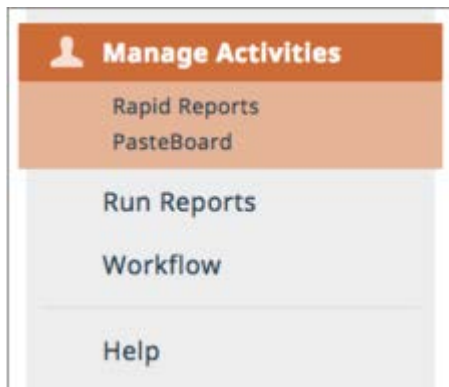 Manage Activities
Rapid Reports
PasteBoard
Run Reports
Workflow
Help